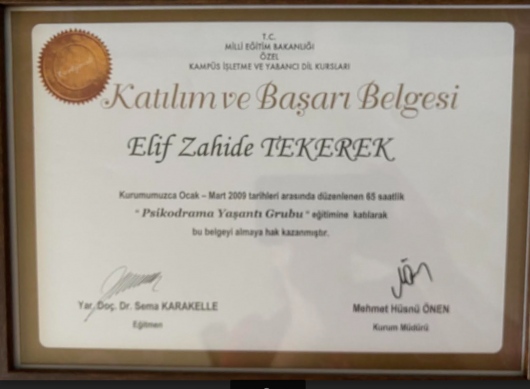 T.C.
MİLLİ EĞİTİM BAKANLIĞI
ÖZEL
KAMPÜS İŞLETME VE YABANCI DİL KURSLARI
Katılım ve Başarı Belgesi
Elif Zahide TEKEREK
Kurumumuzca Ocak – Mart 2009 tarihleri arasında düzenlenen 65 saatlik
" Psikodrama Yaşantı Grubu " eğitimine katılarak
bu belgeyi almaya hak kazanmıştır.
Yar. Doç. Dr. Sema KARAKELLE
Eğitmen
Mehmet Hüsnü ÖNEN
Kurum Müdürü